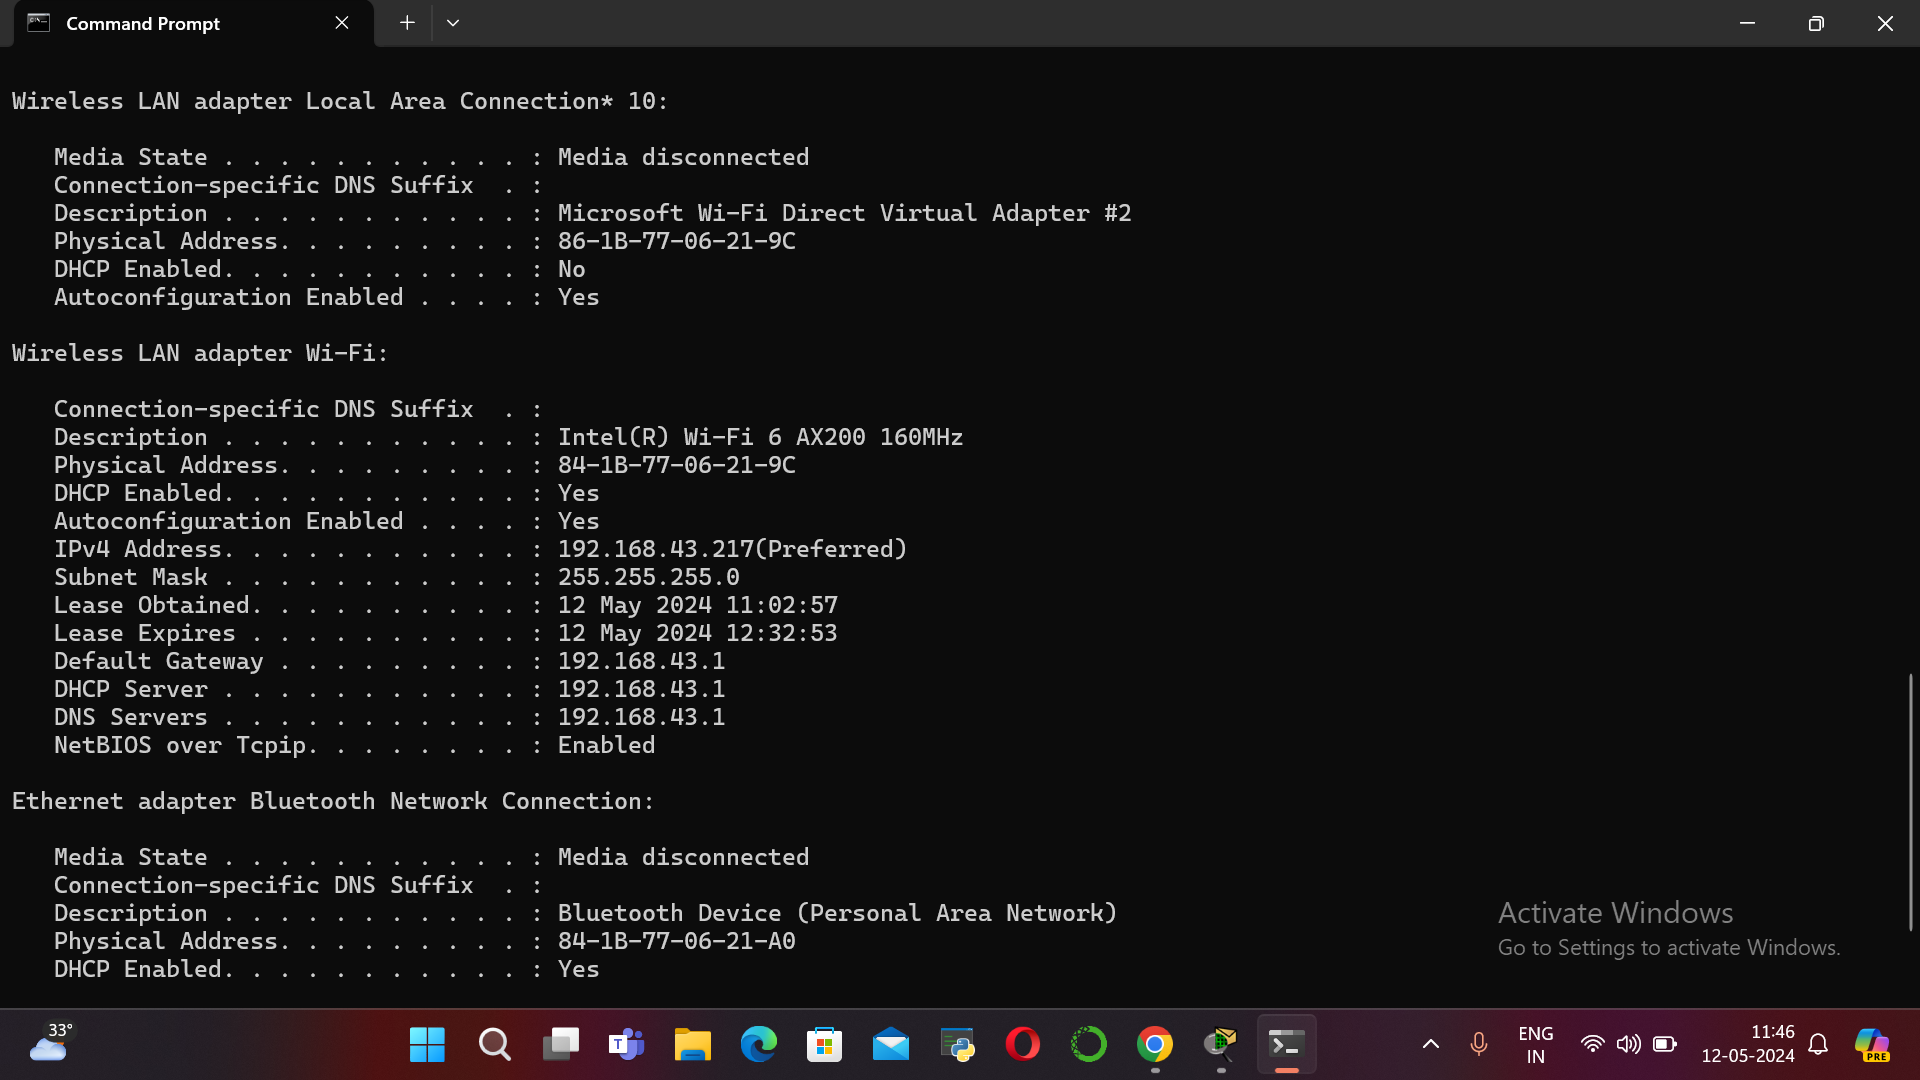 Command Prompt
Wireless LAN adapter Local Area Connection* 10:
Media State . . . . . . . . . . . : Media disconnected
Connection-specific DNS Suffix  . :
Description . . . . . . . . . . . : Microsoft Wi-Fi Direct Virtual Adapter #2
Physical Address. . . . . . . . . : 86-1B-77-06-21-9C
DHCP Enabled. . . . . . . . . . . : No
Autoconfiguration Enabled . . . . : Yes
Wireless LAN adapter Wi-Fi:
Connection-specific DNS Suffix  . :
Description . . . . . . . . . . . : Intel(R) Wi-Fi 6 AX200 160MHz
Physical Address. . . . . . . . . : 84-1B-77-06-21-9C
DHCP Enabled. . . . . . . . . . . : Yes
Autoconfiguration Enabled . . . . : Yes
IPv4 Address. . . . . . . . . . . : 192.168.43.217(Preferred)
Subnet Mask . . . . . . . . . . . : 255.255.255.0
Lease Obtained. . . . . . . . . . : 12 May 2024 11:02:57
Lease Expires . . . . . . . . . . : 12 May 2024 12:32:53
Default Gateway . . . . . . . . . : 192.168.43.1
DHCP Server . . . . . . . . . . . : 192.168.43.1
DNS Servers . . . . . . . . . . . : 192.168.43.1
NetBIOS over Tcpip. . . . . . . . : Enabled
Ethernet adapter Bluetooth Network Connection:
Media State . . . . . . . . . . . : Media disconnected
Connection-specific DNS Suffix  . :
Description . . . . . . . . . . . : Bluetooth Device (Personal Area Network)
Physical Address. . . . . . . . . : 84-1B-77-06-21-A0
DHCP Enabled. . . . . . . . . . . : Yes
Activate Windows
Go to Settings to activate Windows.
33°
ENG
IN
11:46
12-05-2024
PRE